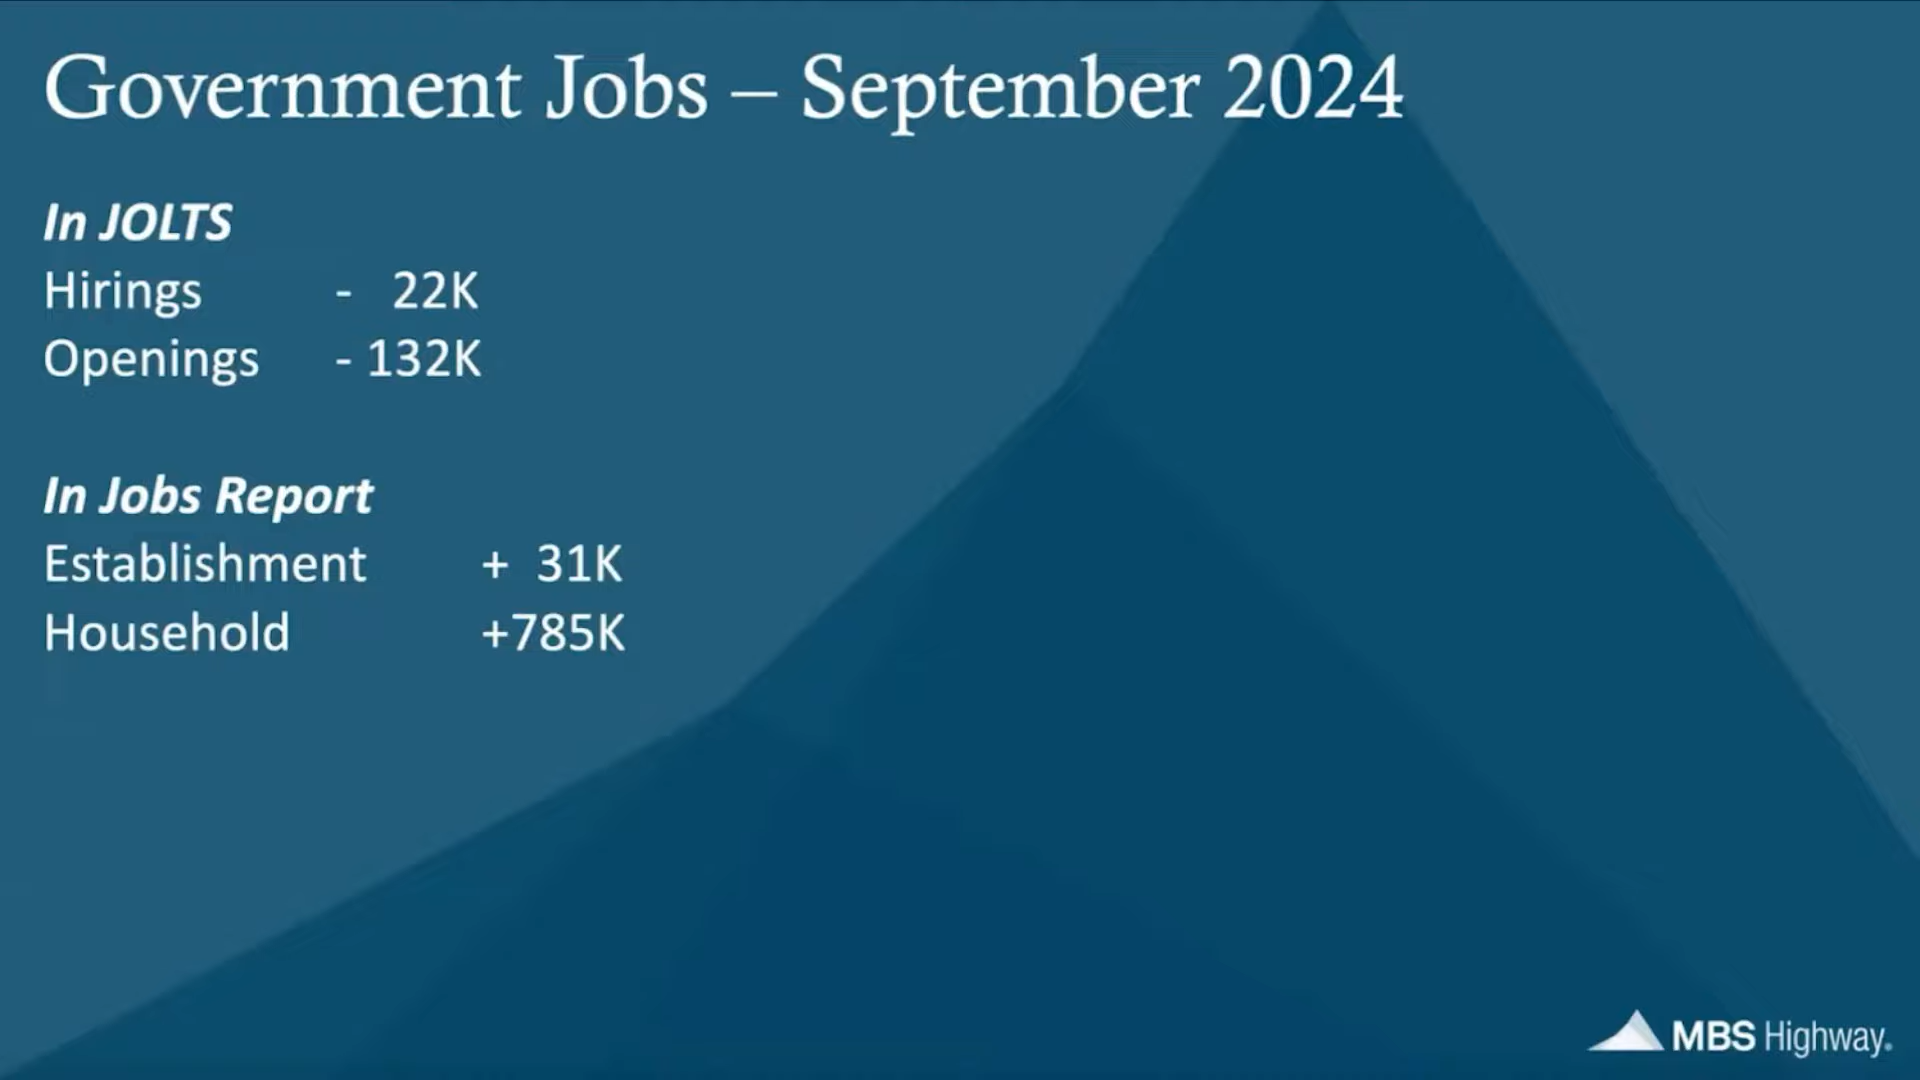 Government Jobs – September 2024
In JOLTS
Hirings - 22K
Openings - 132K
In Jobs Report
Establishment + 31K
Household +785K
MBS Highway.